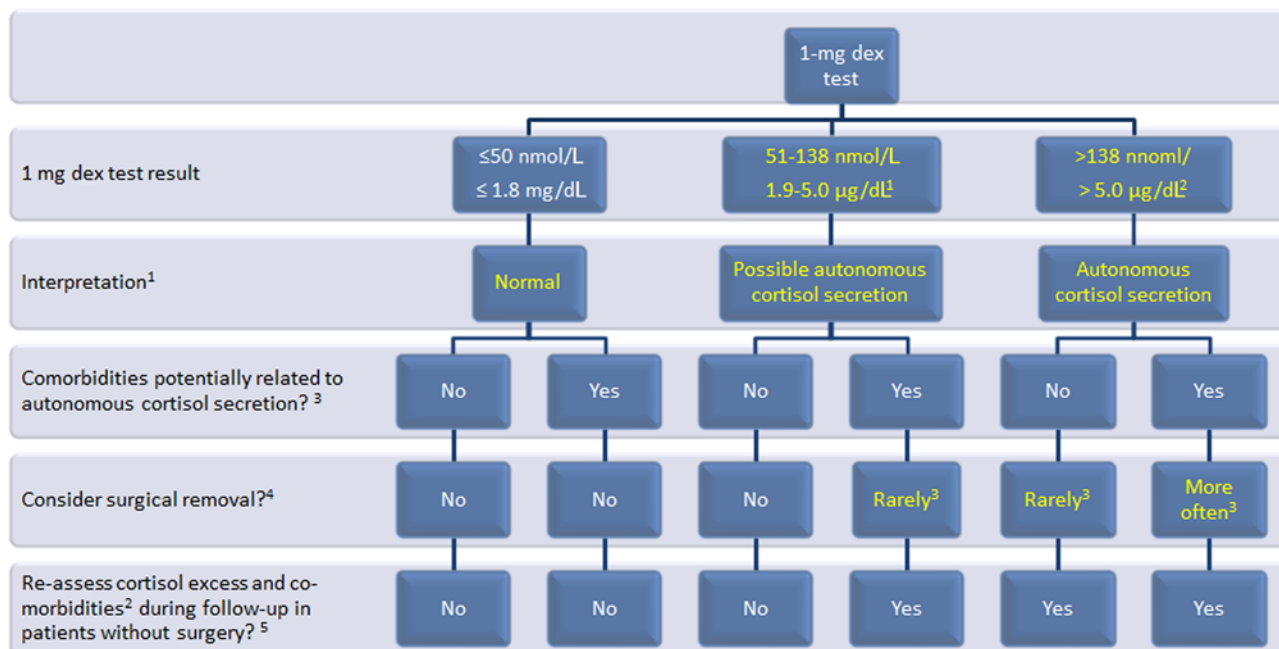 1-mg dex
test
1 mg dex test result
≤50 nmol/L
≤ 1.8 mg/dL
51-138 nmol/L
1.9-5.0 µg/dL¹
>138 nnoml/
> 5.0 µg/dL²
Interpretation¹
Normal
Possible autonomous
cortisol secretion
Autonomous
cortisol secretion
Comorbidities potentially related to
autonomous cortisol secretion? ³
No
Yes
No
Yes
No
Yes
Consider surgical removal?⁴
No
No
No
Rarely³
Rarely³
More
often³
Re-assess cortisol excess and co-
morbidities² during follow-up in
patients without surgery? ⁵
No
No
No
Yes
Yes
Yes